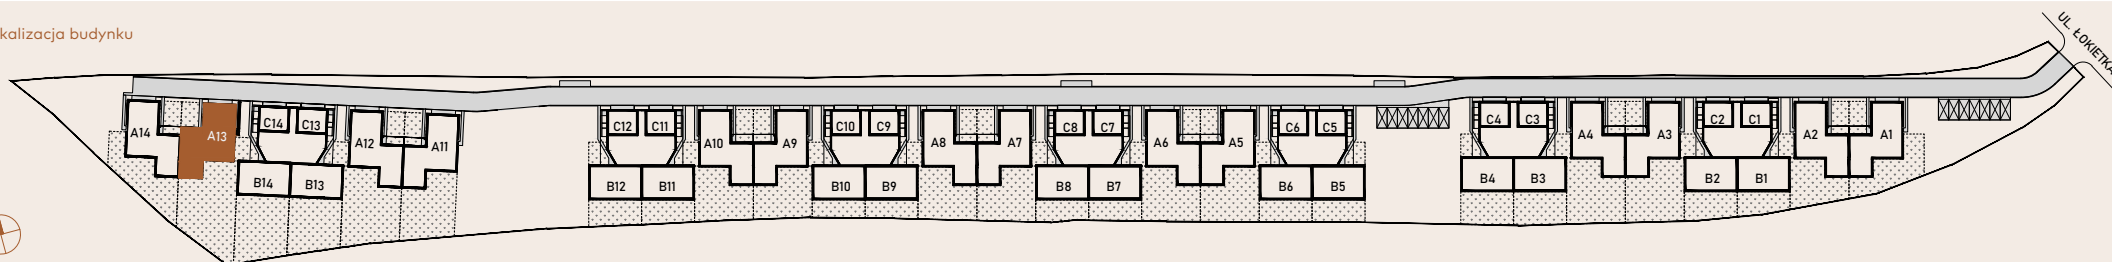 kalizacja budynku
UL. ŁOKIETKA
A14
A13
C14
C13
A12
A11
B14
B13
C12
C11
A10
A9
C10
C9
A8
A7
C8
C7
A6
A5
C6
C5
B12
B11
B10
B9
B8
B7
B6
B5
C4
C3
A4
A3
C2
C1
A2
A1
B4
B3
B2
B1